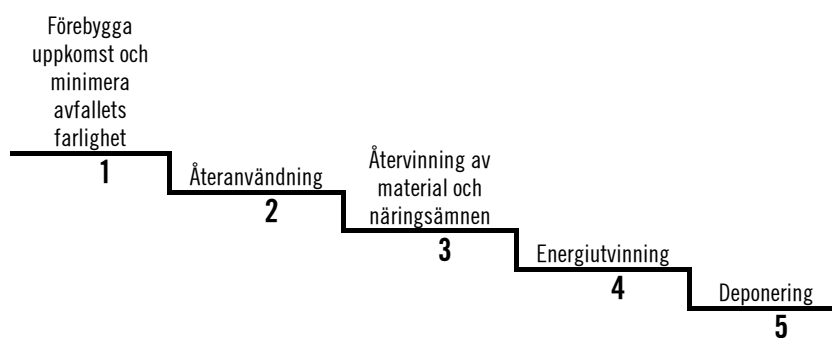 Förebygga
uppkomst och
minimera
avfallets
farlighet
1
Återanvändning
2
Återvinning av
material och
näringsämnen
3
Energiutvinning
4
Deponering
5